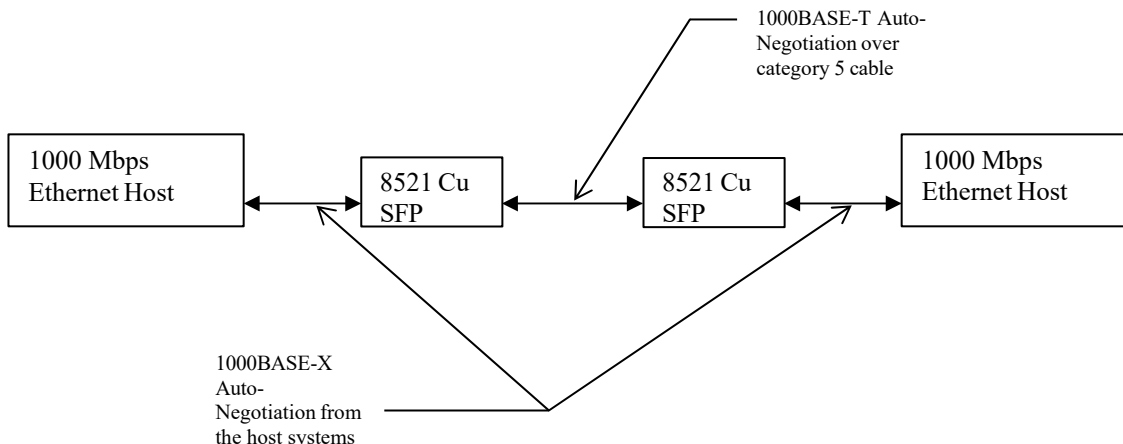 1000BASE-T Auto-
Negotiation over
category 5 cable
1000 Mbps
Ethernet Host
8521 Cu
SFP
8521 Cu
SFP
1000 Mbps
Ethernet Host
1000BASE-X
Auto-
Negotiation from
the host systems